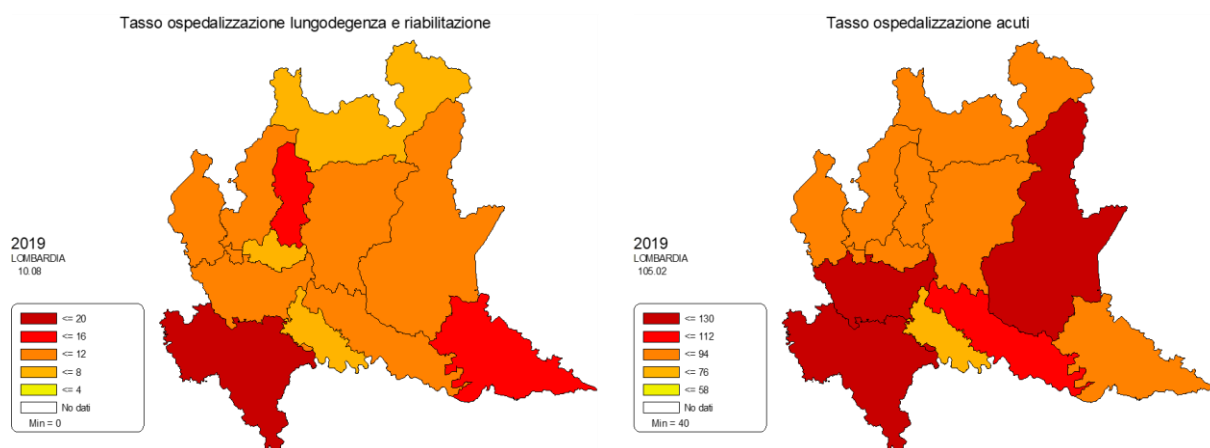 Tasso ospedalizzazione lungodegenza e riabilitazione
2019
LOMBARDIA
10.08
<= 20
<= 16
<= 12
<= 8
<= 4
No dati
Min = 0
Tasso ospedalizzazione acuti
2019
LOMBARDIA
105.02
<= 130
<= 112
<= 94
<= 76
<= 58
No dati
Min = 40